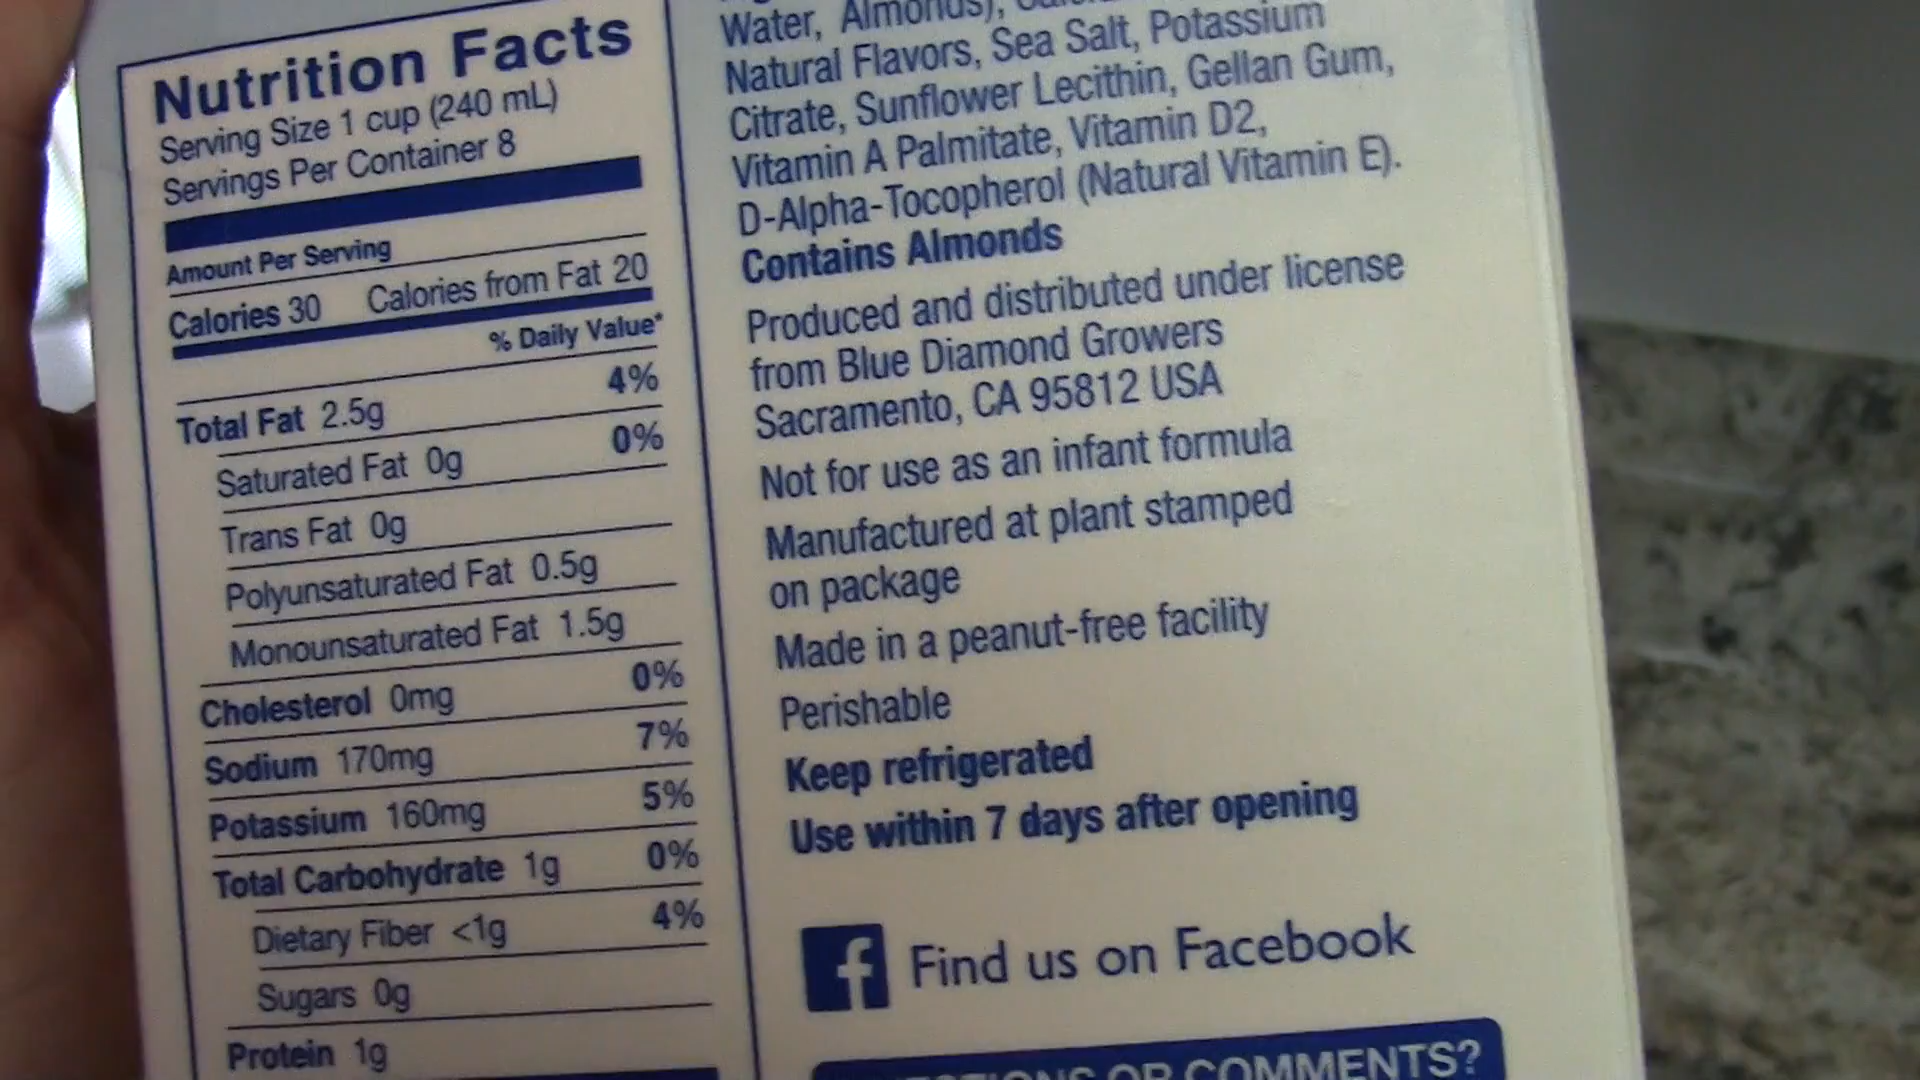 Nutrition Facts
Serving Size 1 cup (240 mL)
Servings Per Container 8
Amount Per Serving
Calories 30 Calories from Fat 20
% Daily Value*
Total Fat 2.5g 4%
Saturated Fat 0g 0%
Trans Fat 0g
Polyunsaturated Fat 0.5g
Monounsaturated Fat 1.5g
Cholesterol 0mg 0%
Sodium 170mg 7%
Potassium 160mg 5%
Total Carbohydrate 1g 0%
Dietary Fiber <1g 4%
Sugars 0g
Protein 1g
Water, Almonds),
Natural Flavors, Sea Salt, Potassium
Citrate, Sunflower Lecithin, Gellan Gum,
Vitamin A Palmitate, Vitamin D2,
D-Alpha-Tocopherol (Natural Vitamin E).
Contains Almonds
Produced and distributed under license
from Blue Diamond Growers
Sacramento, CA 95812 USA
Not for use as an infant formula
Manufactured at plant stamped
on package
Made in a peanut-free facility
Perishable
Keep refrigerated
Use within 7 days after opening
f Find us on Facebook
OR COMMENTS?